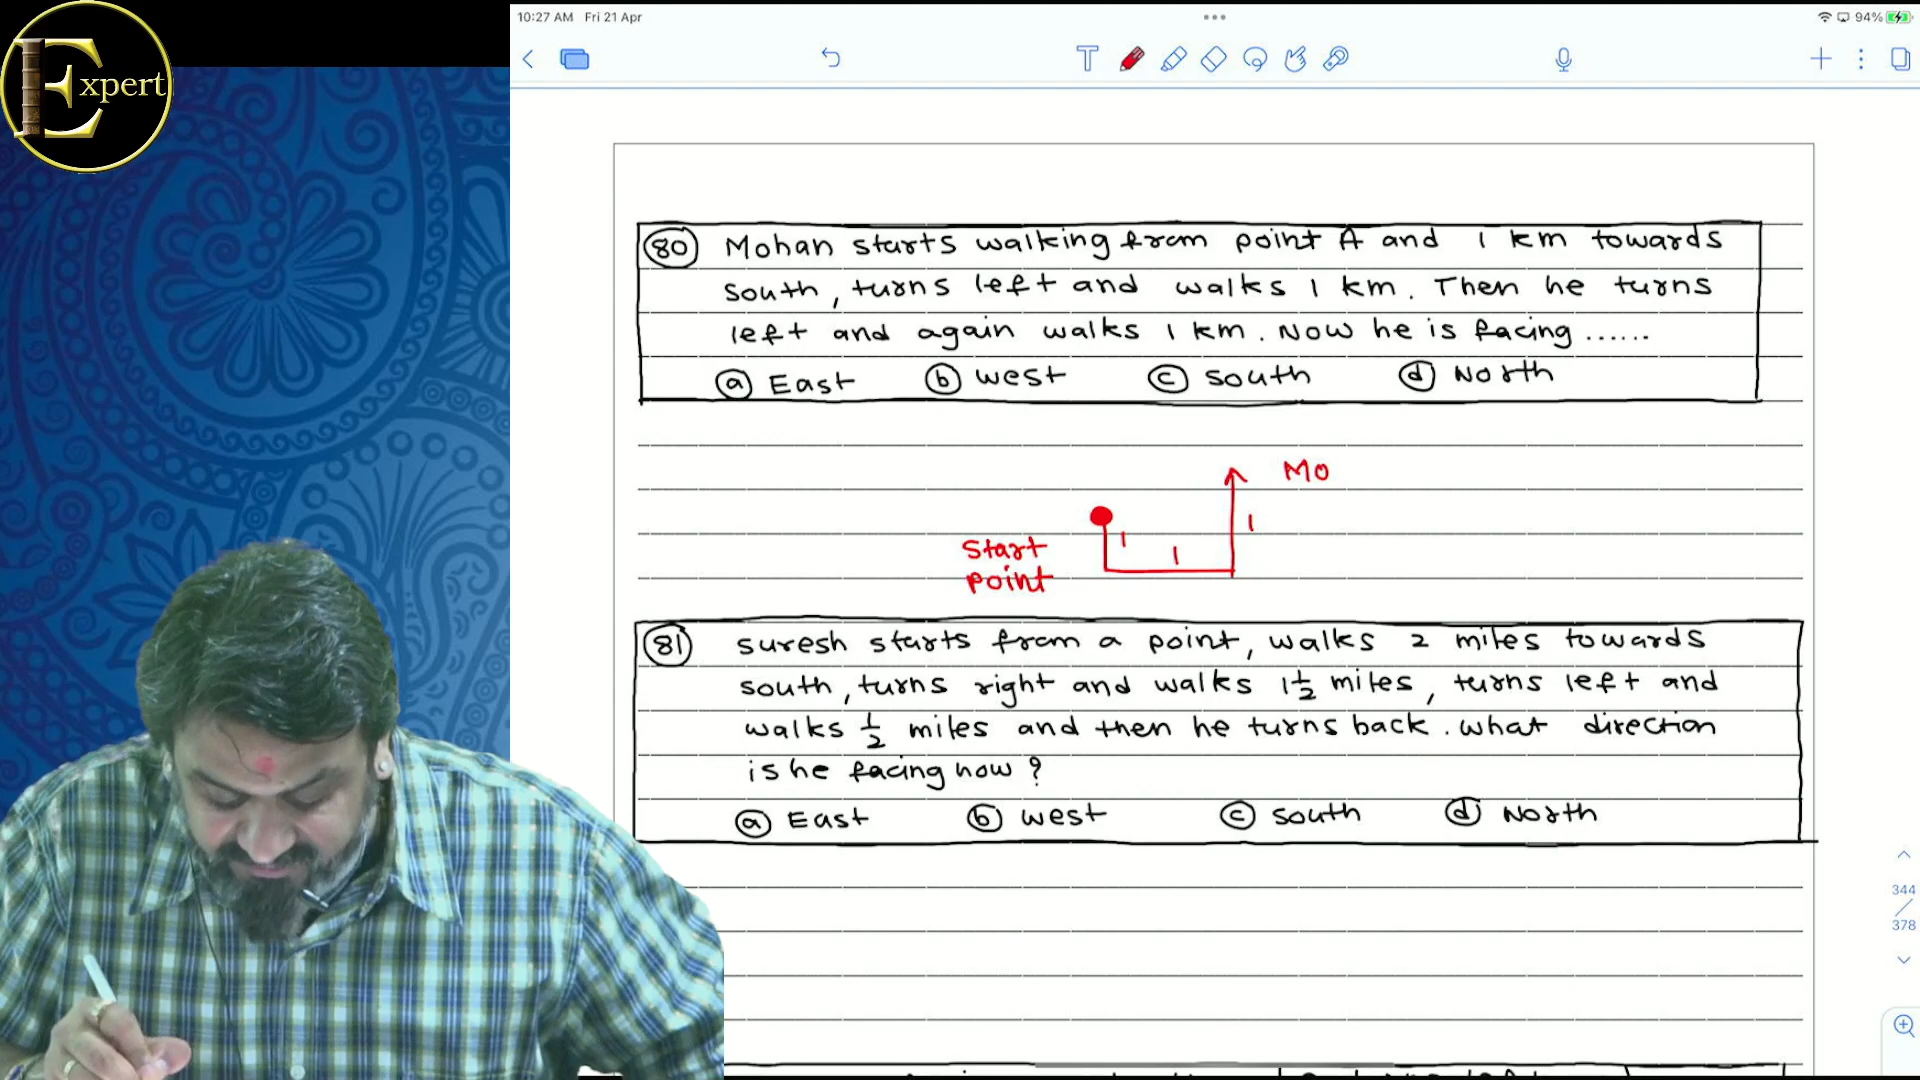 Expert
10:27 AM Fri 21 Apr
94%
T
80 Mohan starts walking from point A and 1 km towards
south, turns left and walks 1 km. Then he turns
left and again walks 1 km. Now he is facing ......
a East b west c south d North
Mo
1
1
1
Start
point
81 suresh starts from a point, walks 2 miles towards
south, turns right and walks 1 1/2 miles, turns left and
walks 1/2 miles and then he turns back. what direction
is he facing now?
a East b west c south d North
344
378